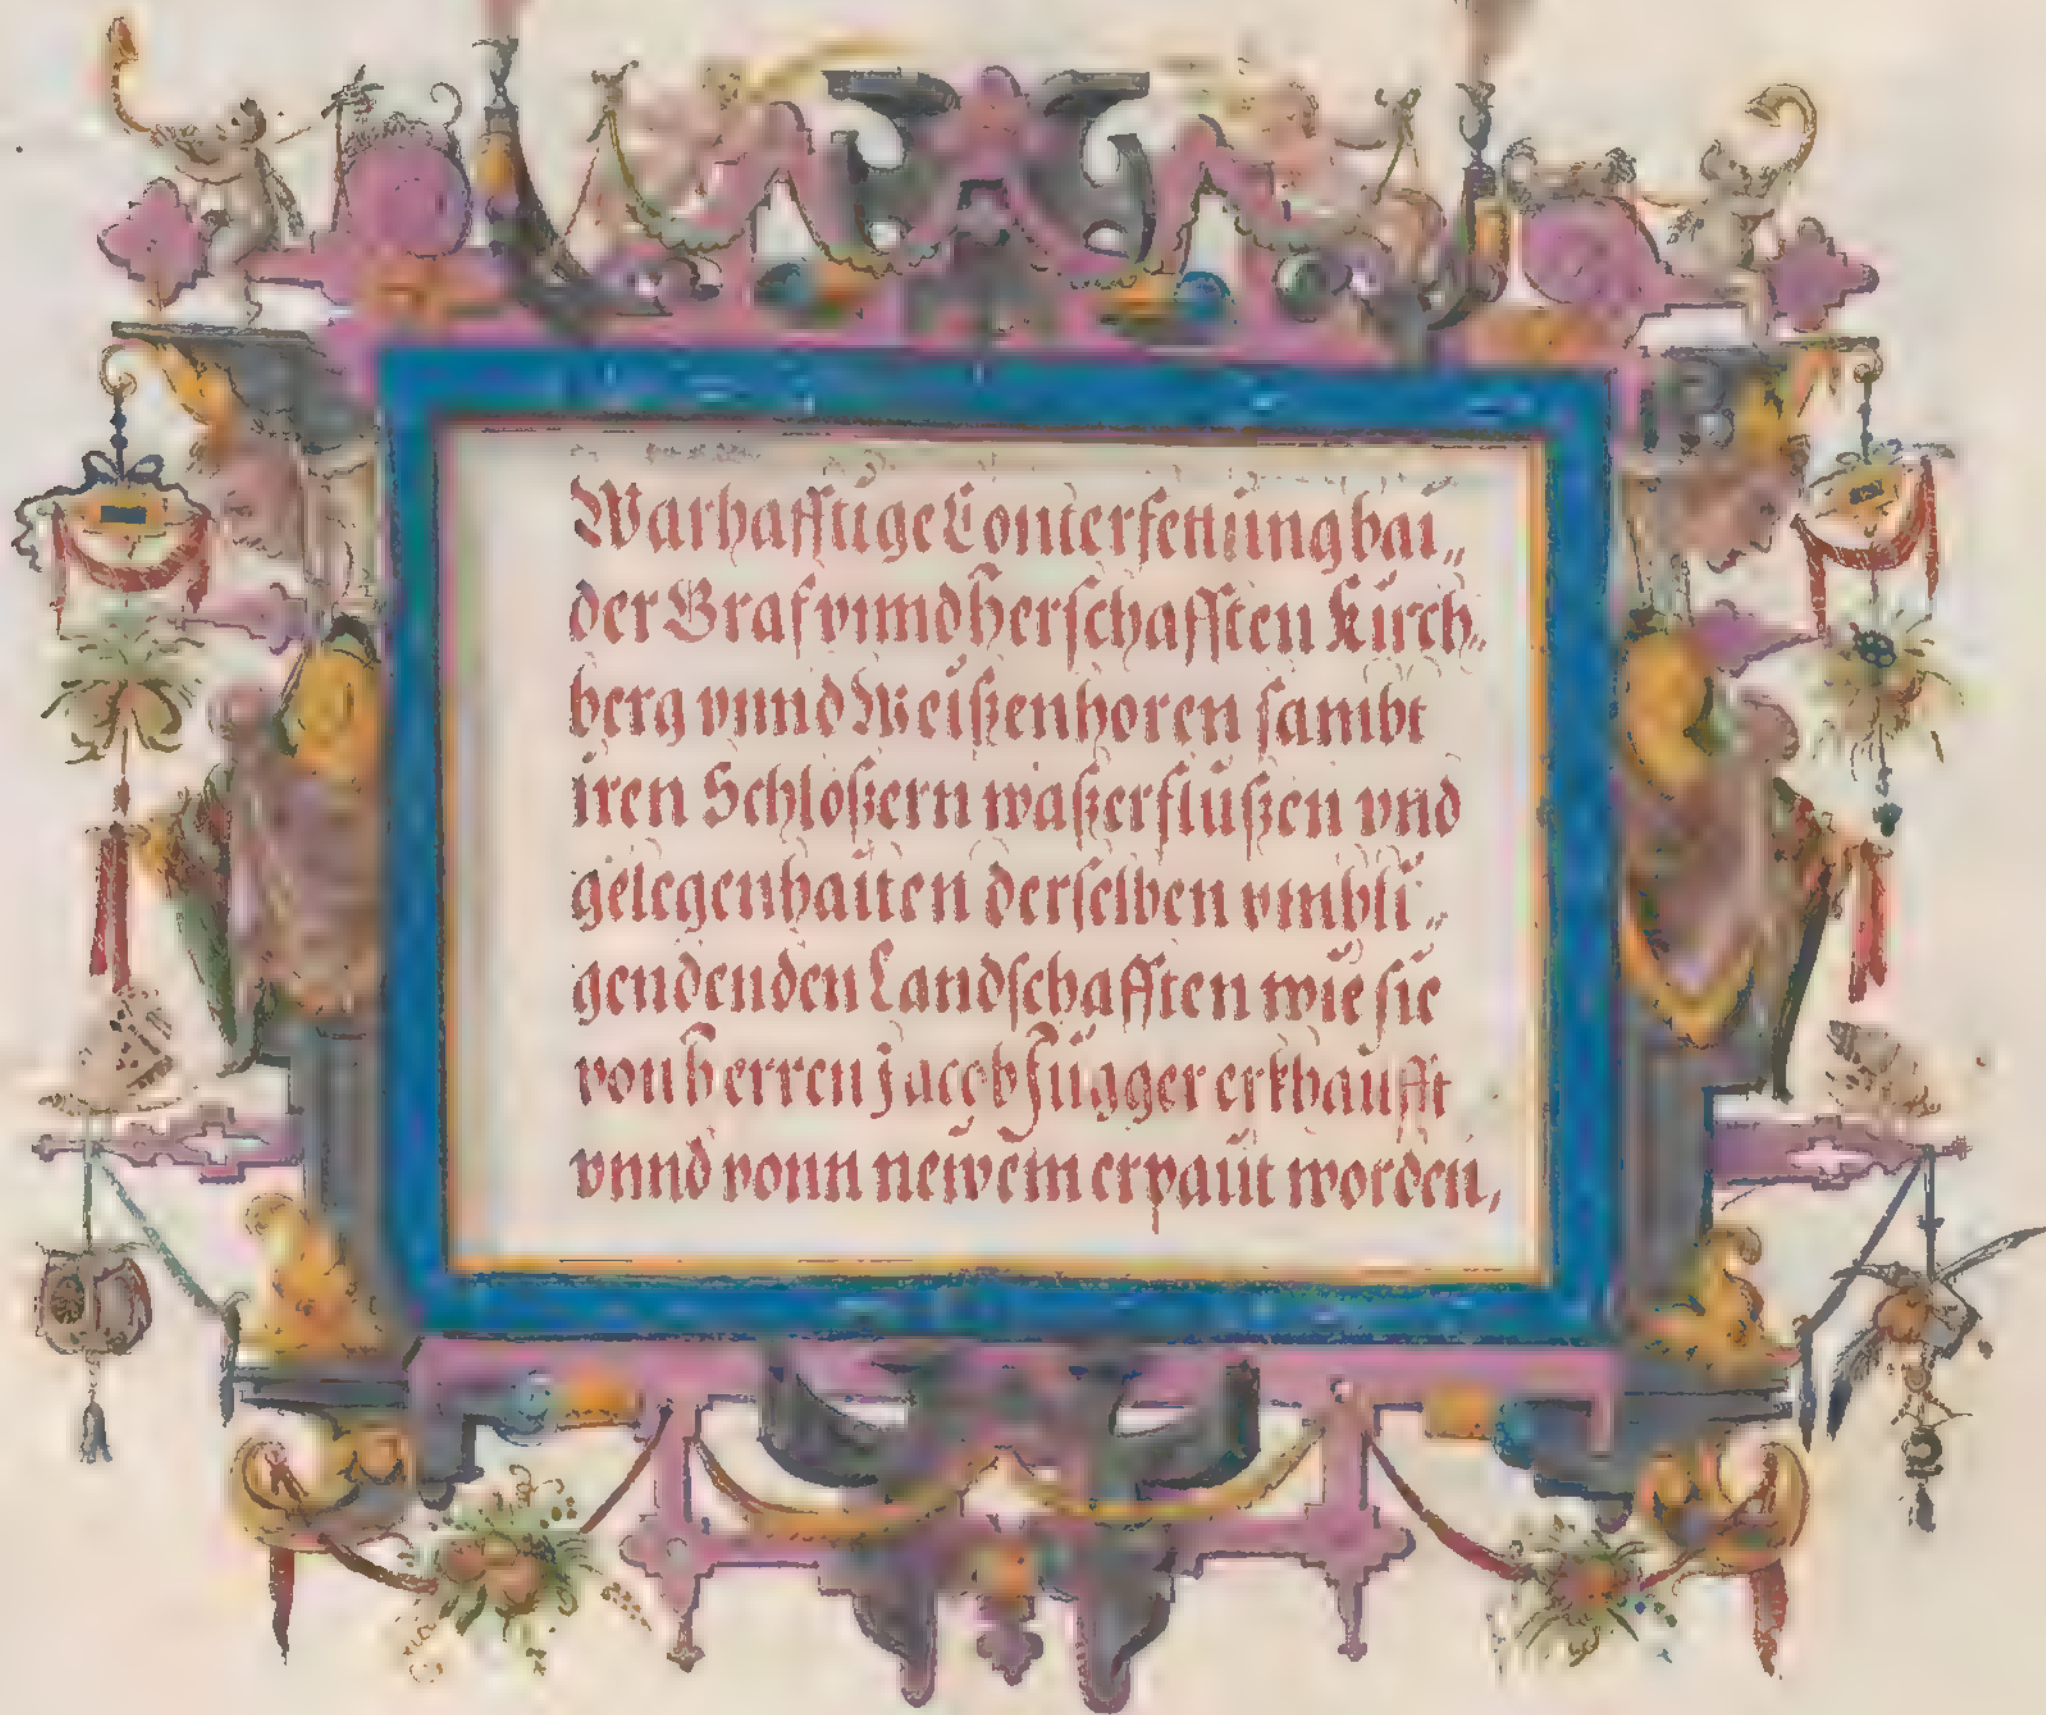 Warhafftige Conterfettung bai„
der Graf vnnd Herschafften Kirch„
berg vnnd Weißenhoren sambt
iren Schloßern waßerflüßen vnd
gelegenhaiten derselben vmbli„
gendenden Landschafften wie sie
von Herren Jacob Fugger erkhaufft
vnnd vonn newem erpaut worden,